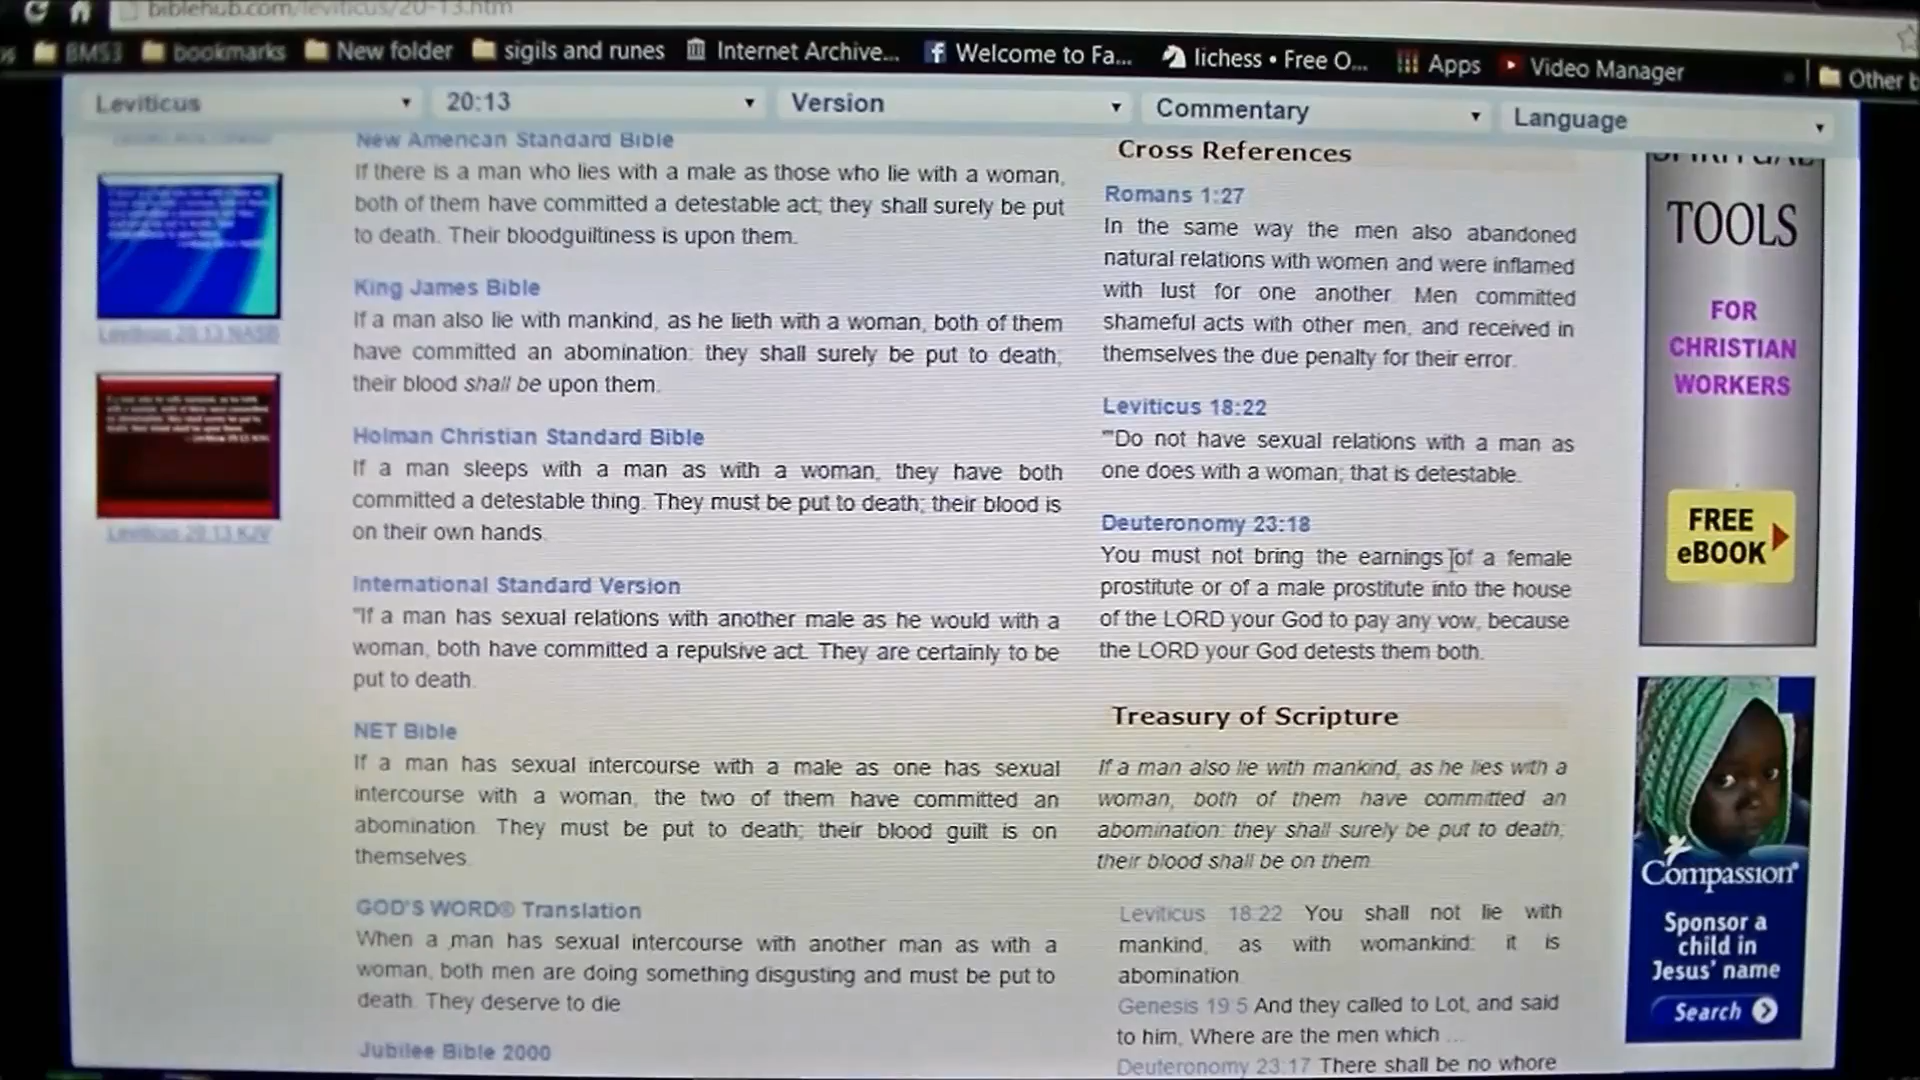 biblehub.com/leviticus/20-13.htm
BMS3 bookmarks New folder sigils and runes Internet Archive... Welcome to Fa... lichess • Free O... Apps Video Manager Other b
Leviticus 20:13 Version Commentary Language
New American Standard Bible
If there is a man who lies with a male as those who lie with a woman,
both of them have committed a detestable act; they shall surely be put
to death. Their bloodguiltiness is upon them.
King James Bible
If a man also lie with mankind, as he lieth with a woman, both of them
have committed an abomination: they shall surely be put to death;
their blood shall be upon them.
Holman Christian Standard Bible
If a man sleeps with a man as with a woman, they have both
committed a detestable thing. They must be put to death; their blood is
on their own hands.
International Standard Version
"If a man has sexual relations with another male as he would with a
woman, both have committed a repulsive act. They are certainly to be
put to death.
NET Bible
If a man has sexual intercourse with a male as one has sexual
intercourse with a woman, the two of them have committed an
abomination. They must be put to death; their blood guilt is on
themselves.
GOD'S WORD® Translation
When a man has sexual intercourse with another man as with a
woman, both men are doing something disgusting and must be put to
death. They deserve to die.
Jubilee Bible 2000
Leviticus 20:13 NASB
Leviticus 20:13 KJV
Cross References
Romans 1:27
In the same way the men also abandoned
natural relations with women and were inflamed
with lust for one another. Men committed
shameful acts with other men, and received in
themselves the due penalty for their error.
Leviticus 18:22
"'Do not have sexual relations with a man as
one does with a woman; that is detestable.
Deuteronomy 23:18
You must not bring the earnings of a female
prostitute or of a male prostitute into the house
of the LORD your God to pay any vow, because
the LORD your God detests them both.
Treasury of Scripture
If a man also lie with mankind, as he lies with a
woman, both of them have committed an
abomination: they shall surely be put to death;
their blood shall be on them.
Leviticus 18:22 You shall not lie with
mankind, as with womankind: it is
abomination.
Genesis 19:5 And they called to Lot, and said
to him, Where are the men which ...
Deuteronomy 23:17 There shall be no whore
SPIRITUAL
TOOLS
FOR
CHRISTIAN
WORKERS
FREE
eBOOK
Compassion®
Sponsor a
child in
Jesus' name
Search